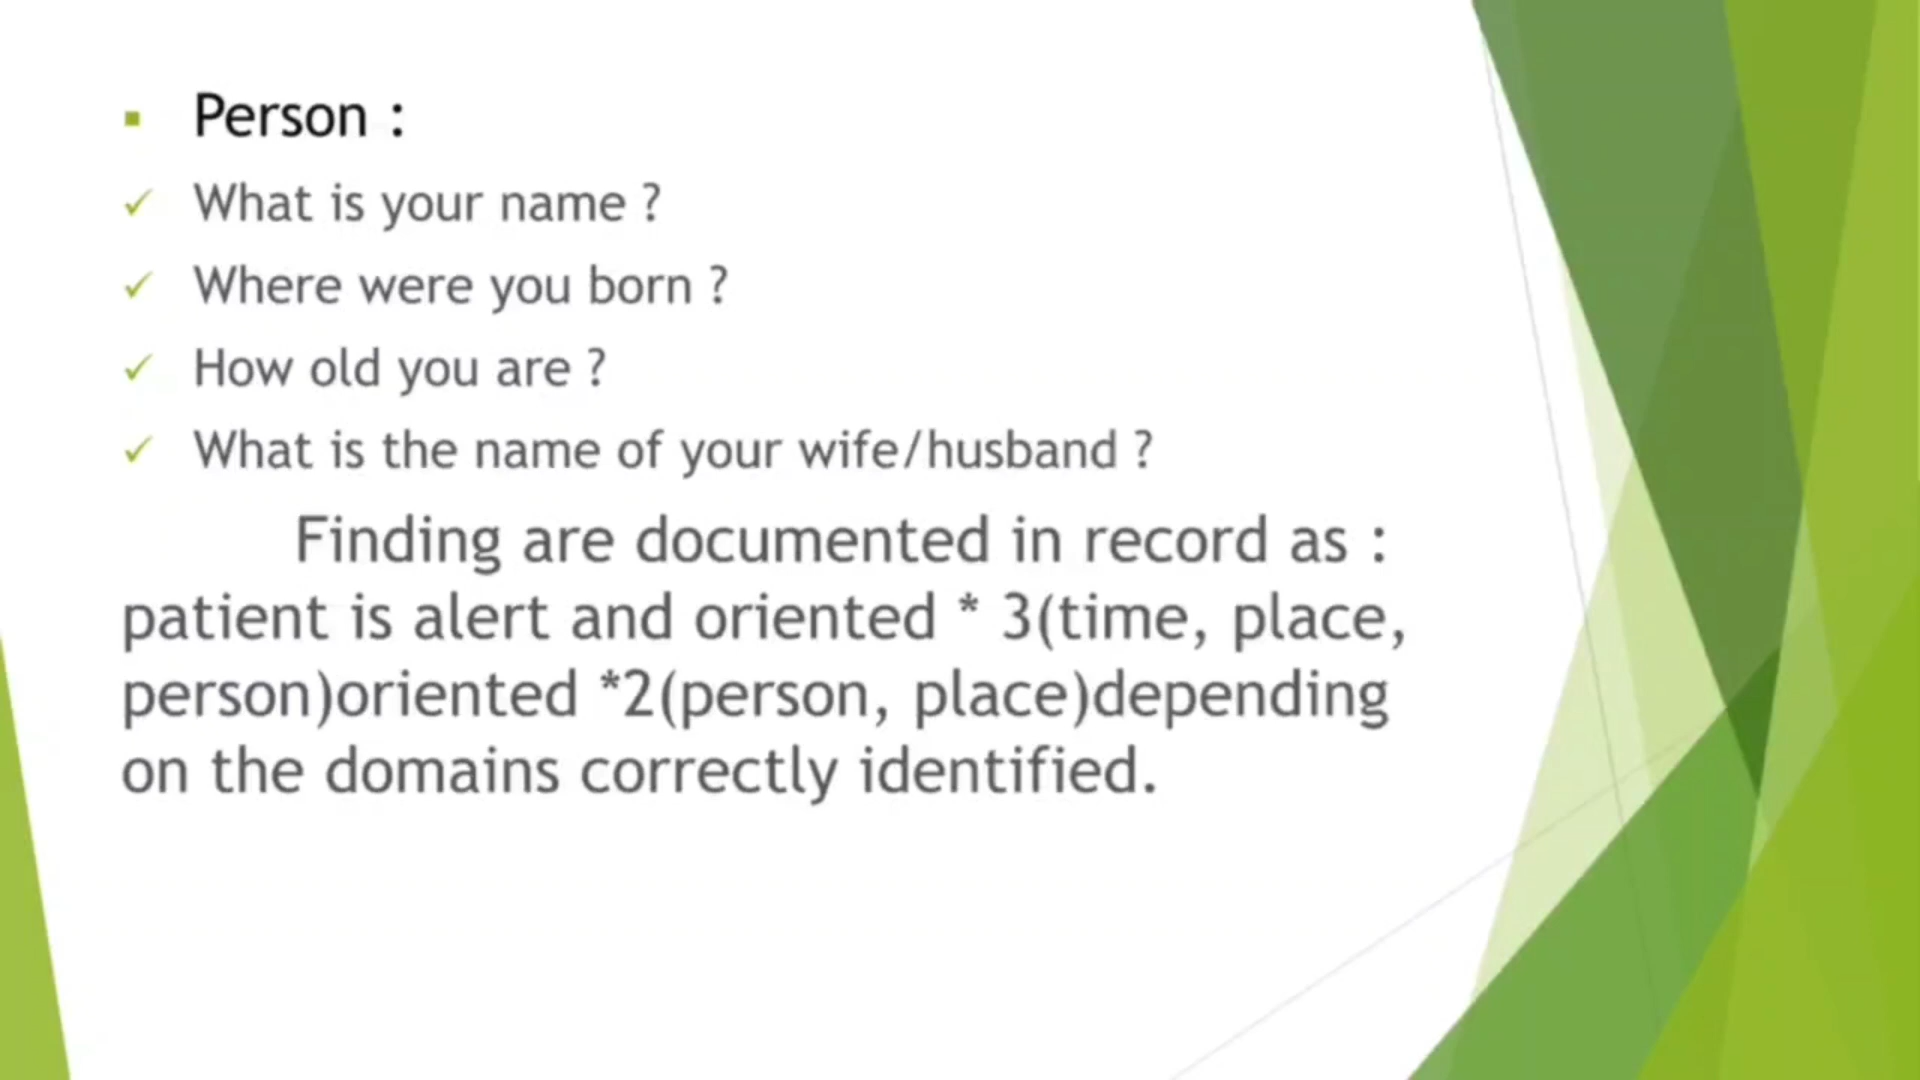 Person :
What is your name ?
Where were you born ?
How old you are ?
What is the name of your wife/husband ?
Finding are documented in record as :
patient is alert and oriented * 3(time, place,
person)oriented *2(person, place)depending
on the domains correctly identified.